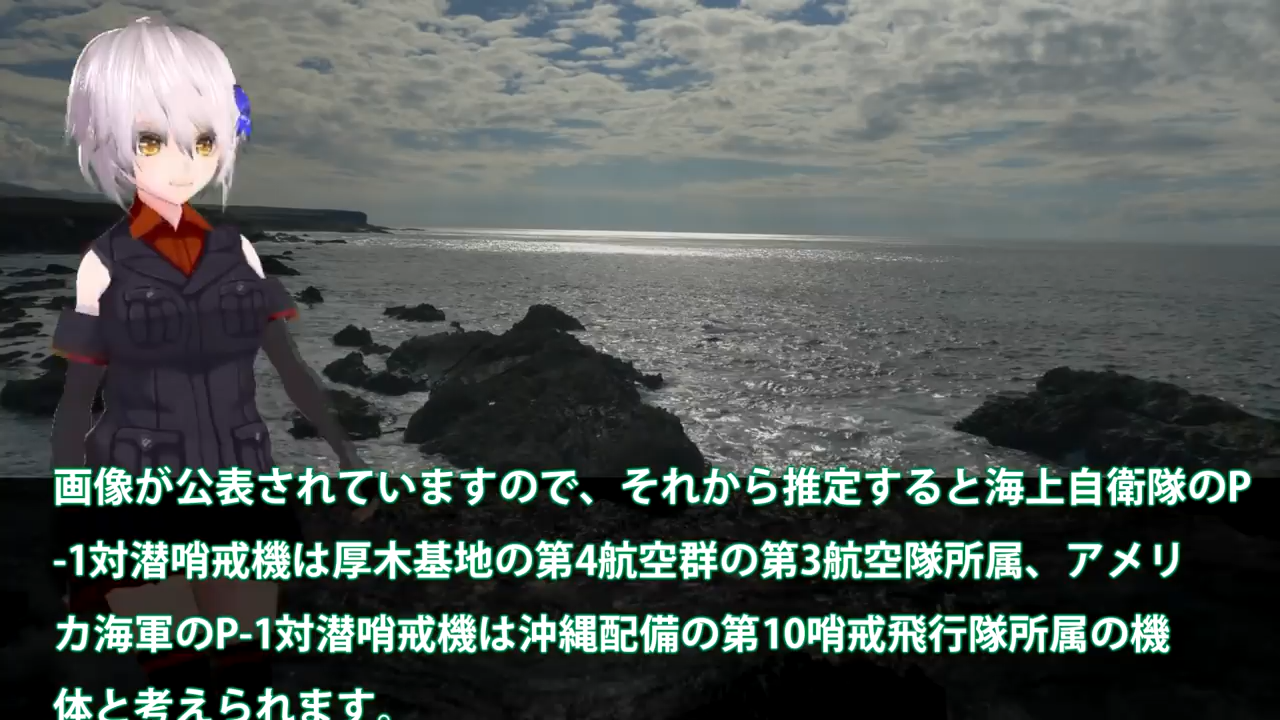 画像が公表されていますので、それから推定すると海上自衛隊のP
-1対潜哨戒機は厚木基地の第4航空群の第3航空隊所属、アメリ
カ海軍のP-1対潜哨戒機は沖縄配備の第10哨戒飛行隊所属の機
体と考えられます。